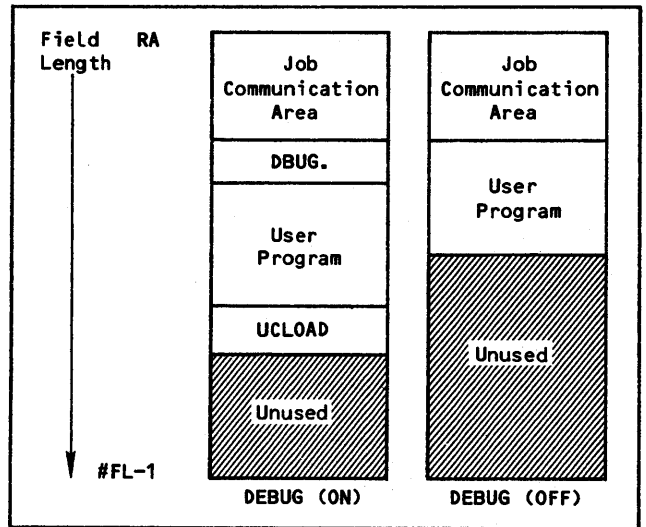 Field RA
Length
Job
Communication
Area
DBUG.
User
Program
UCLOAD
Unused
#FL-1
DEBUG (ON)
Job
Communication
Area
User
Program
Unused
DEBUG (OFF)